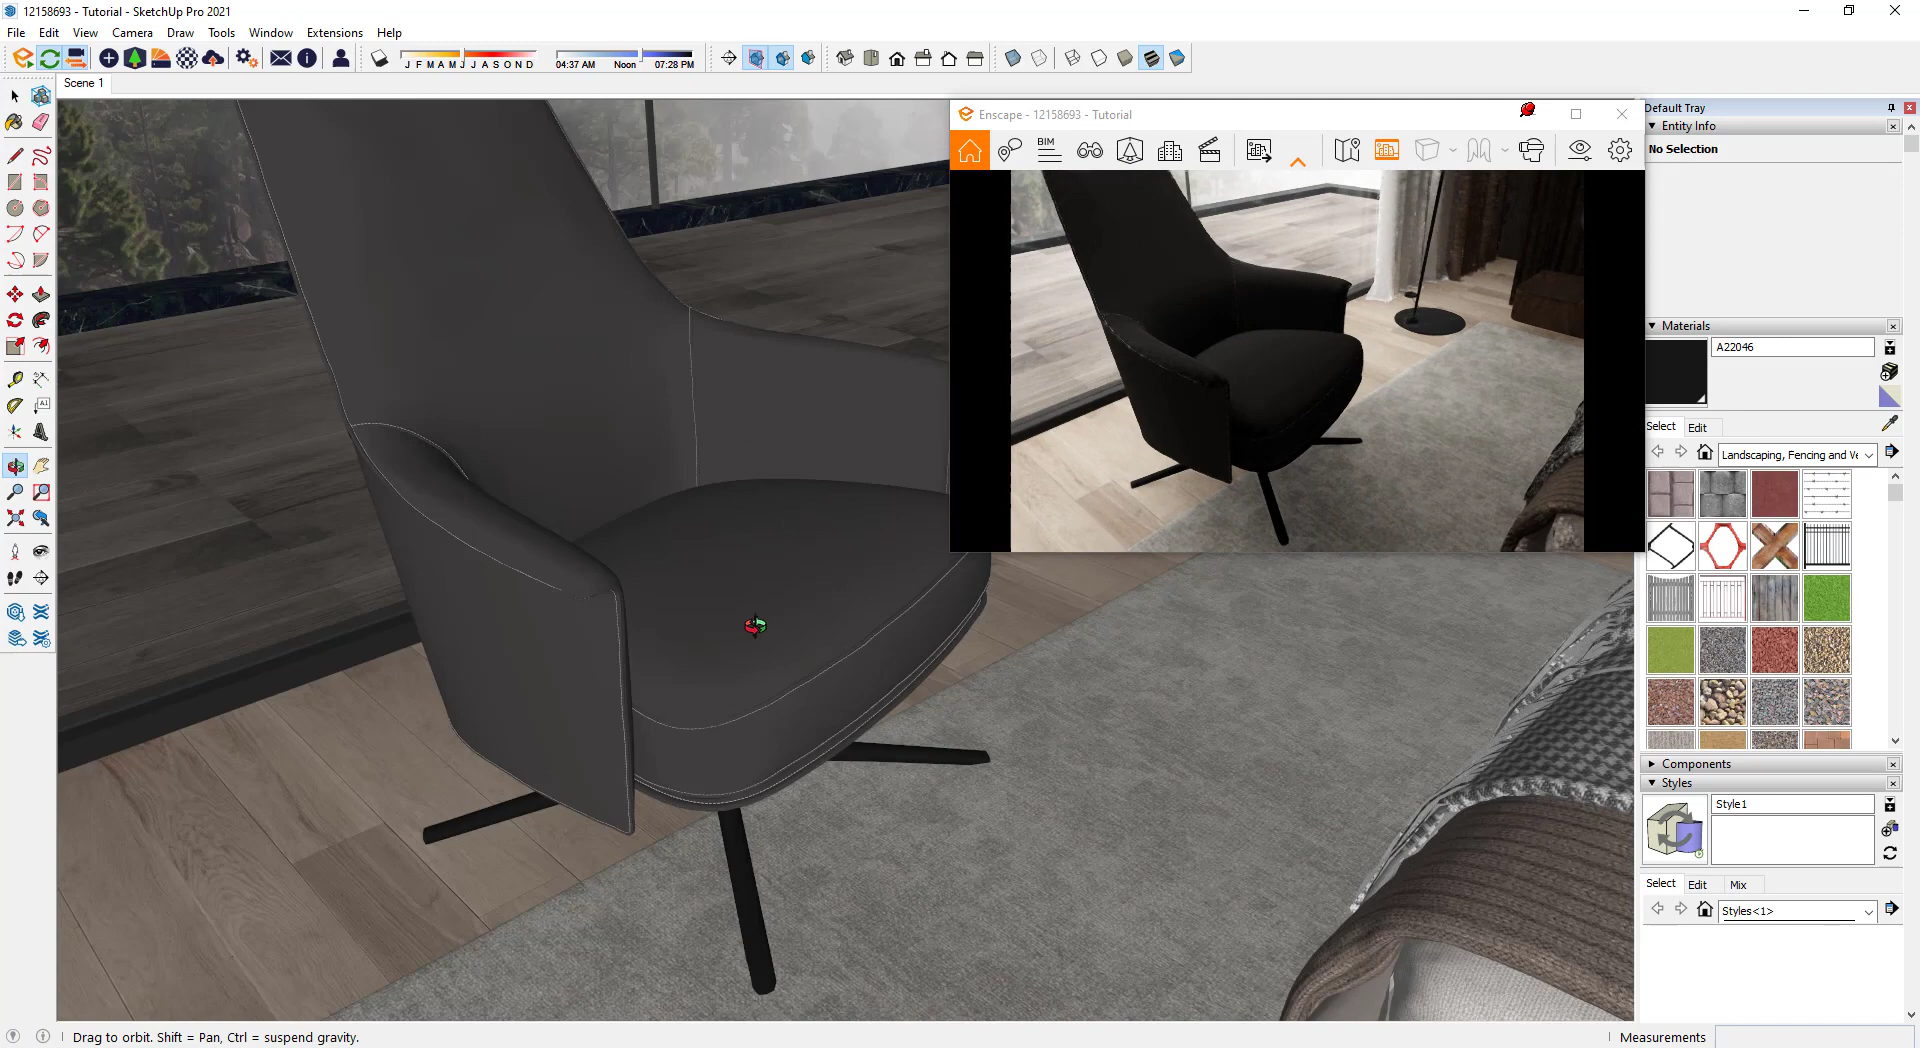 12158693 - Tutorial - SketchUp Pro 2021
File Edit View Camera Draw Tools Window Extensions Help
J F M A M J J A S O N D
04:37 AM Noon 07:28 PM
Scene 1
Enscape - 12158693 - Tutorial
BIM
Default Tray
Entity Info
No Selection
Materials
A22046
Select Edit
Landscaping, Fencing and Ve
Components
Styles
Style1
Select Edit Mix
Styles<1>
A1
Drag to orbit. Shift = Pan, Ctrl = suspend gravity.
Measurements